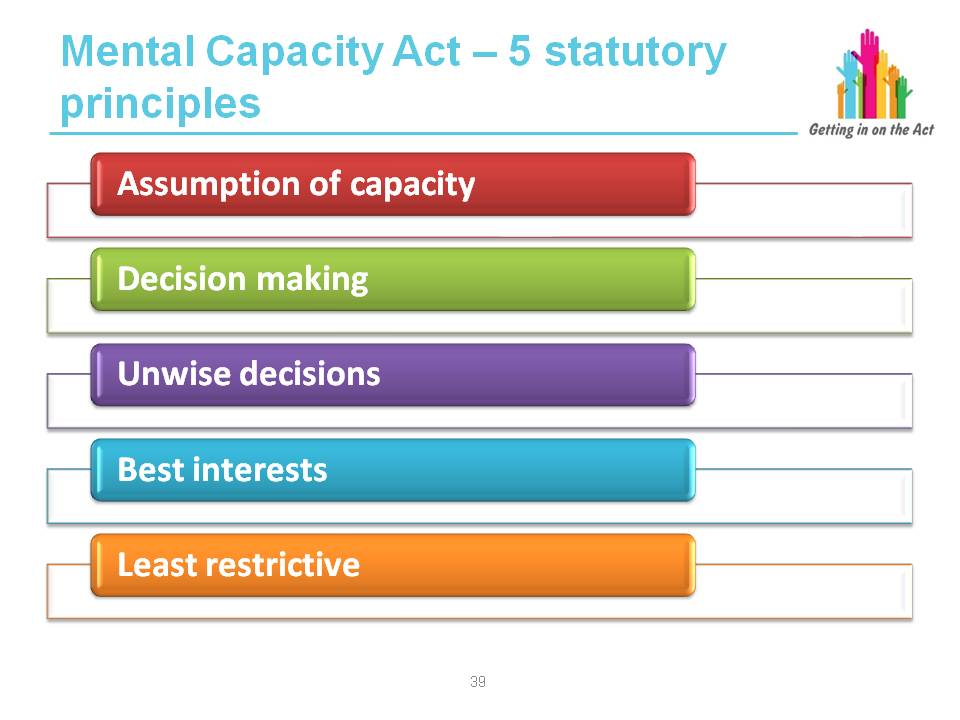 Mental Capacity Act – 5 statutory
principles
Getting in on the Act
Assumption of capacity
Decision making
Unwise decisions
Best interests
Least restrictive
39